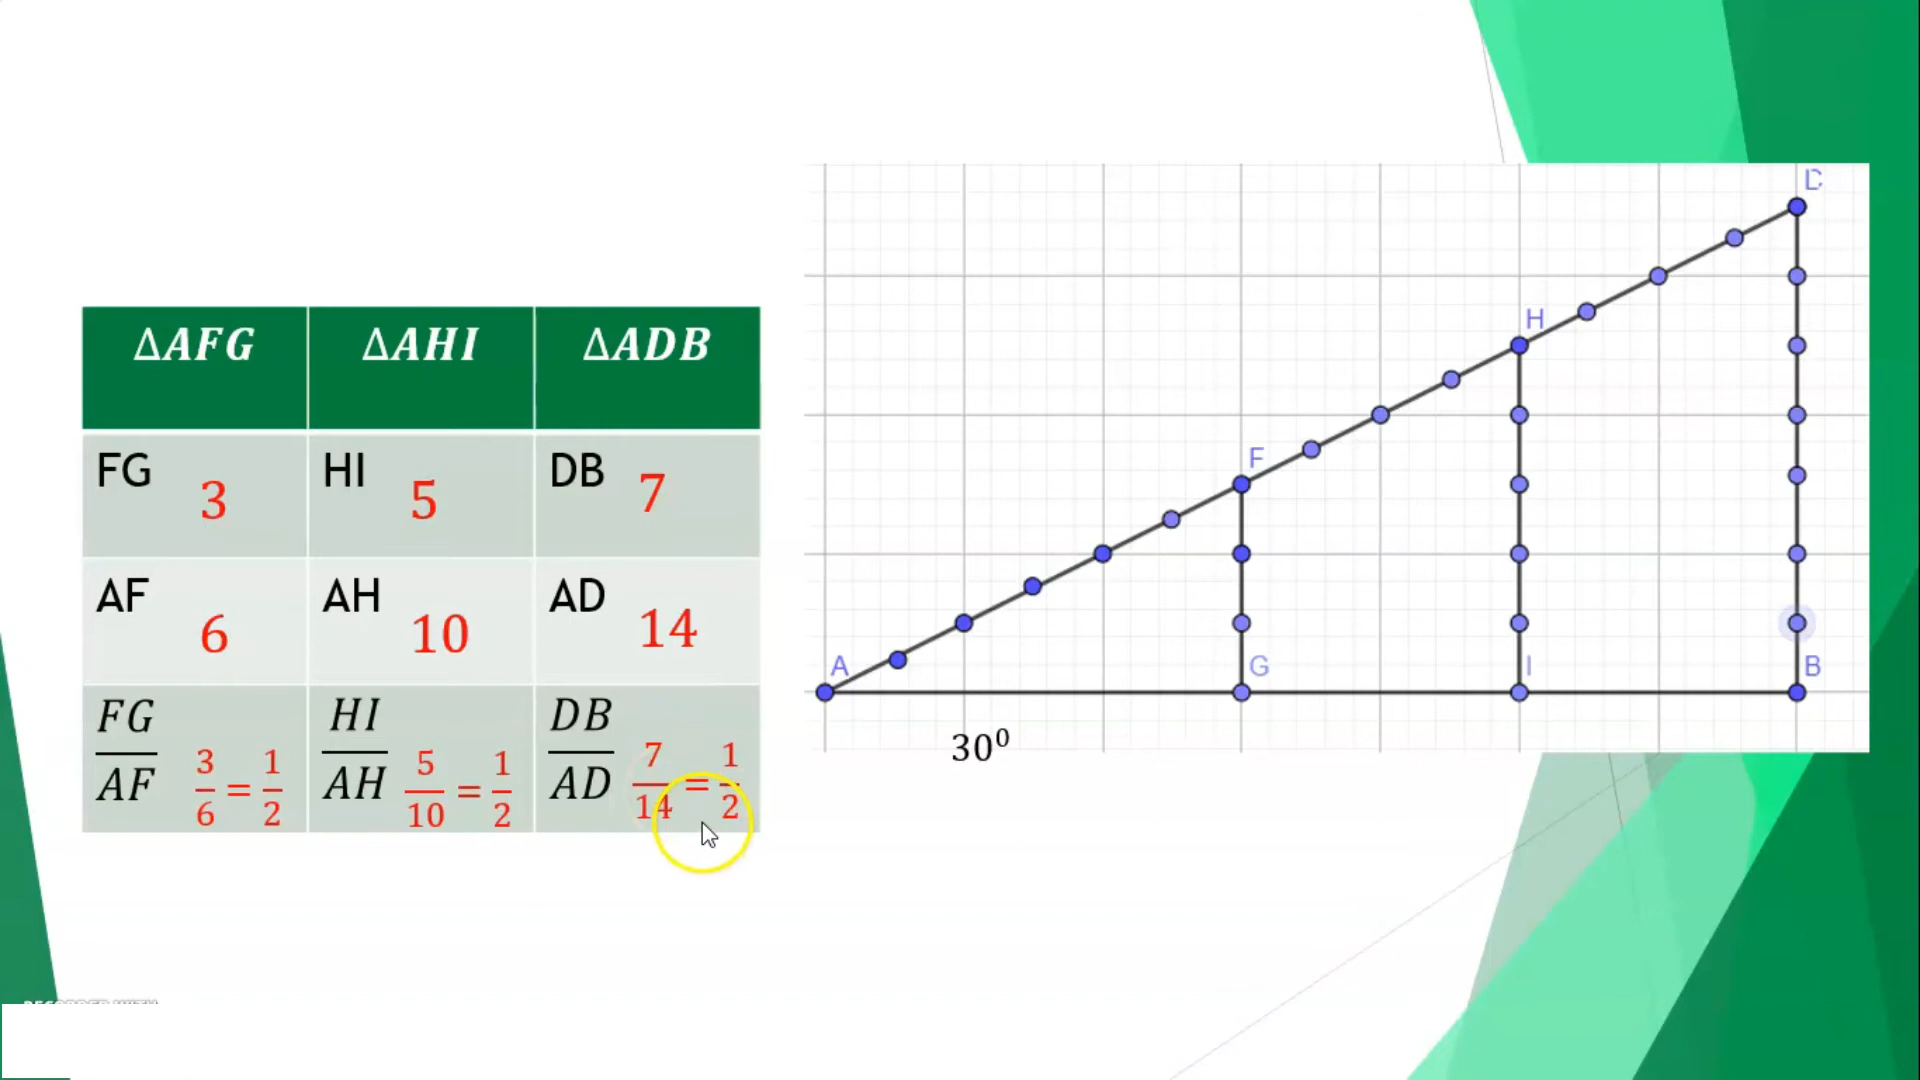 ΔAFG ΔAHI ΔADB
FG 3 HI 5 DB 7
AF 6 AH 10 AD 14
FG/AF 3/6 = 1/2 HI/AH 5/10 = 1/2 DB/AD 7/14 = 1/2
D
H
F
A G I B
30⁰